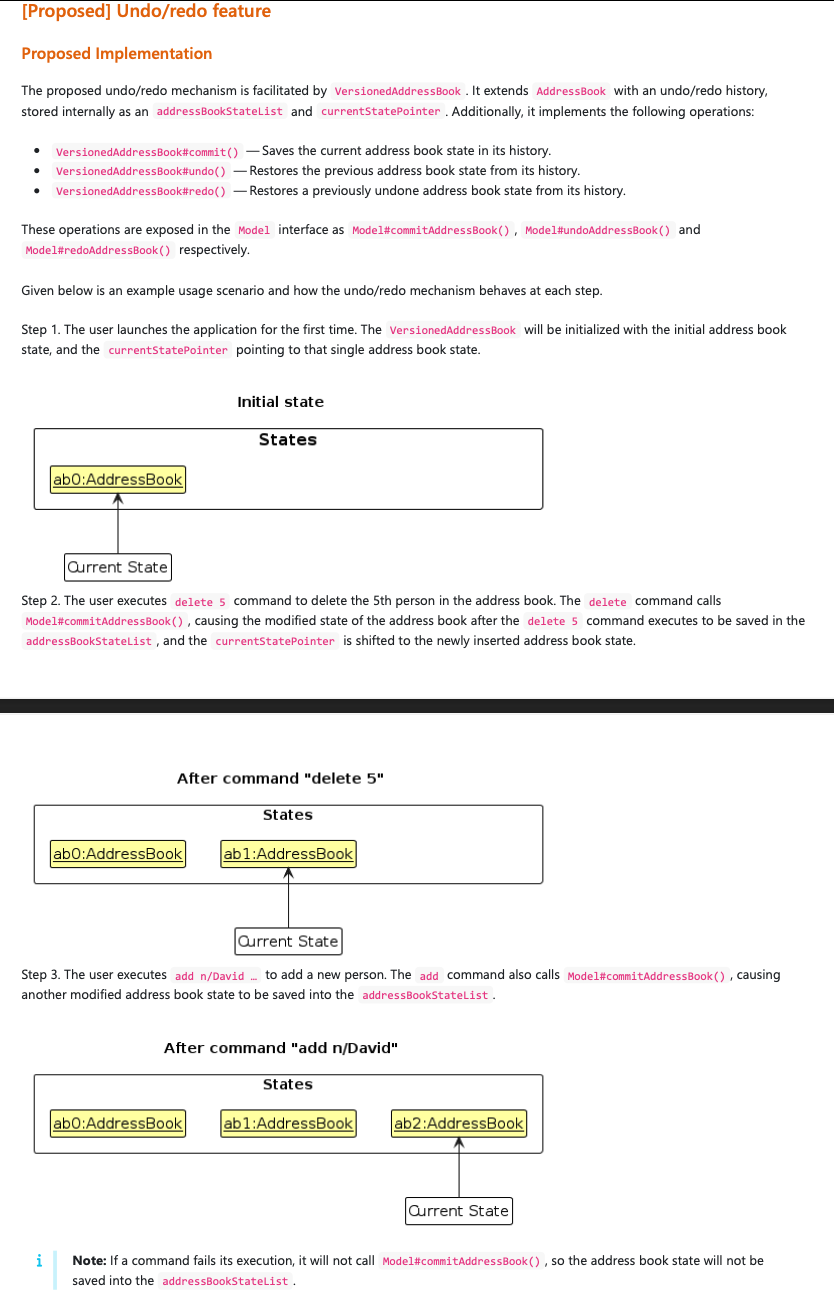 [Proposed] Undo/redo feature
Proposed Implementation
The proposed undo/redo mechanism is facilitated by VersionedAddressBook . It extends AddressBook with an undo/redo history,
stored internally as an addressBookStateList and currentStatePointer . Additionally, it implements the following operations:
• VersionedAddressBook#commit() — Saves the current address book state in its history.
• VersionedAddressBook#undo() — Restores the previous address book state from its history.
• VersionedAddressBook#redo() — Restores a previously undone address book state from its history.
These operations are exposed in the Model interface as Model#commitAddressBook() , Model#undoAddressBook() and
Model#redoAddressBook() respectively.
Given below is an example usage scenario and how the undo/redo mechanism behaves at each step.
Step 1. The user launches the application for the first time. The VersionedAddressBook will be initialized with the initial address book
state, and the currentStatePointer pointing to that single address book state.
Initial state
States
ab0:AddressBook
Current State
Step 2. The user executes delete 5 command to delete the 5th person in the address book. The delete command calls
Model#commitAddressBook() , causing the modified state of the address book after the delete 5 command executes to be saved in the
addressBookStateList , and the currentStatePointer is shifted to the newly inserted address book state.
After command "delete 5"
States
ab0:AddressBook ab1:AddressBook
Current State
Step 3. The user executes add n/David … to add a new person. The add command also calls Model#commitAddressBook() , causing
another modified address book state to be saved into the addressBookStateList .
After command "add n/David"
States
ab0:AddressBook ab1:AddressBook ab2:AddressBook
Current State
i Note: If a command fails its execution, it will not call Model#commitAddressBook() , so the address book state will not be
saved into the addressBookStateList .